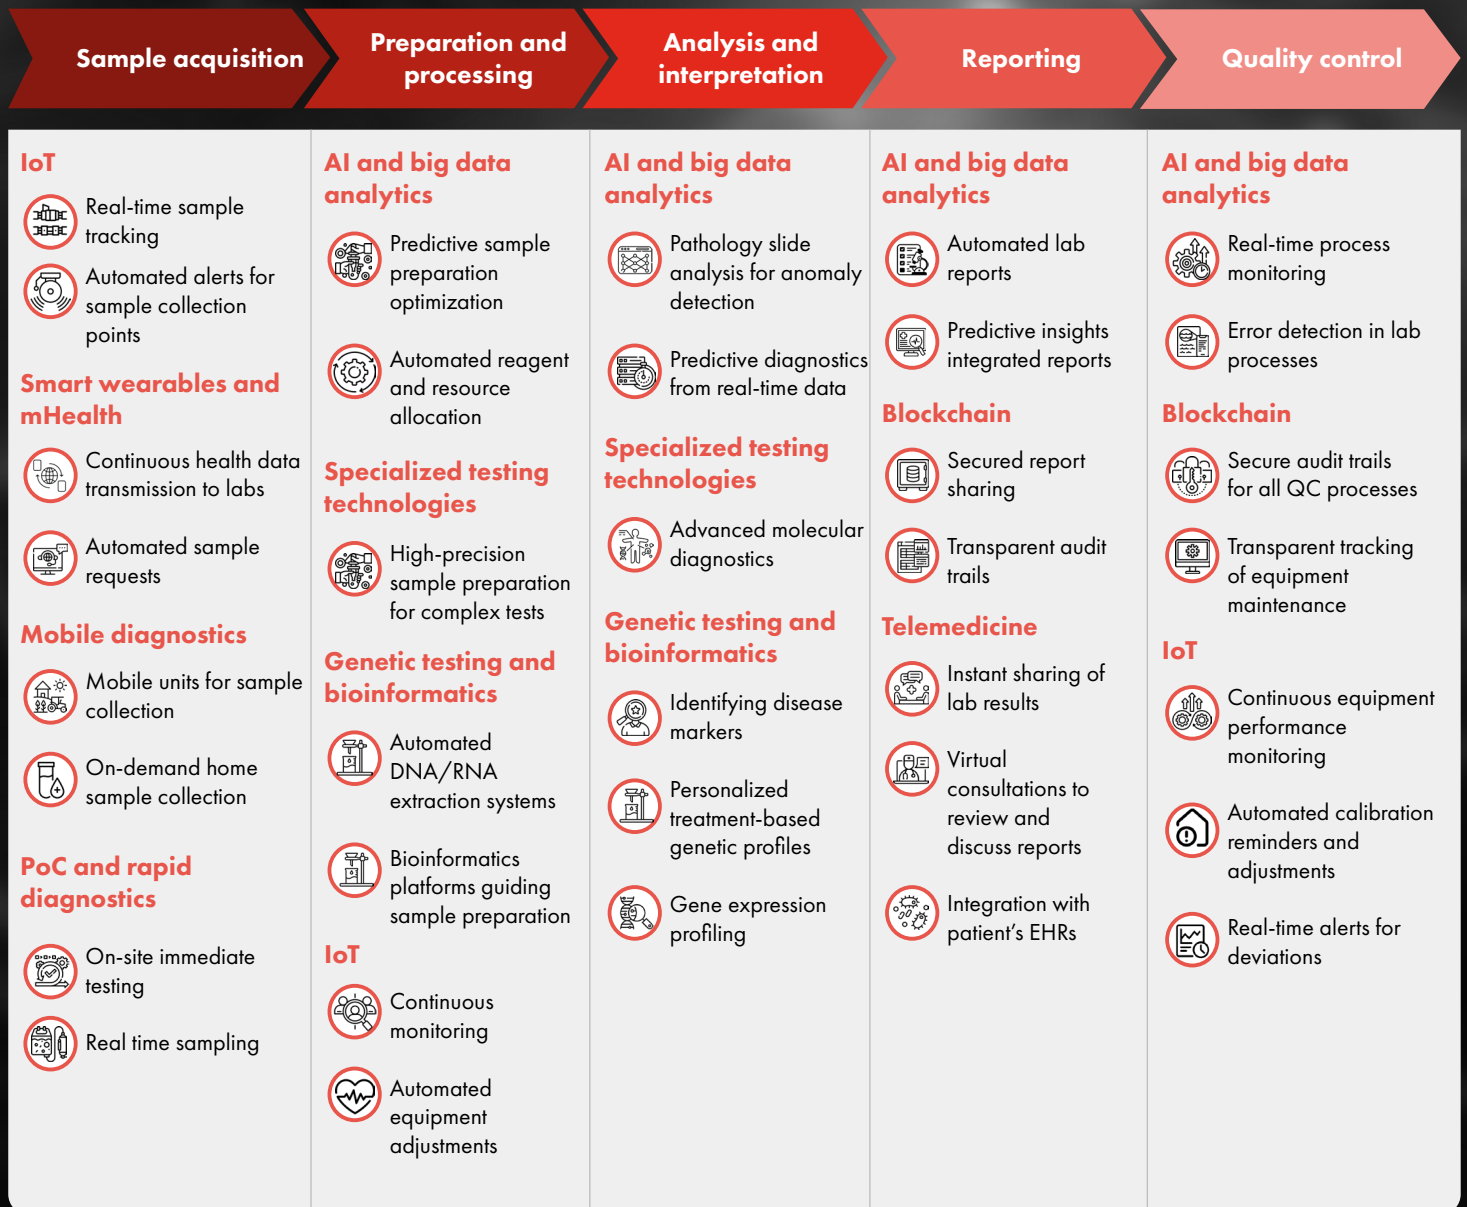 Sample acquisition
Preparation and
processing
Analysis and
interpretation
Reporting
Quality control
IoT
Real-time sample
tracking
Automated alerts for
sample collection
points
Smart wearables and
mHealth
Continuous health data
transmission to labs
Automated sample
requests
Mobile diagnostics
Mobile units for sample
collection
On-demand home
sample collection
PoC and rapid
diagnostics
On-site immediate
testing
Real time sampling
AI and big data
analytics
Predictive sample
preparation
optimization
Automated reagent
and resource
allocation
Specialized testing
technologies
High-precision
sample preparation
for complex tests
Genetic testing and
bioinformatics
Automated
DNA/RNA
extraction systems
Bioinformatics
platforms guiding
sample preparation
IoT
Continuous
monitoring
Automated
equipment
adjustments
AI and big data
analytics
Pathology slide
analysis for anomaly
detection
Predictive diagnostics
from real-time data
Specialized testing
technologies
Advanced molecular
diagnostics
Genetic testing and
bioinformatics
Identifying disease
markers
Personalized
treatment-based
genetic profiles
Gene expression
profiling
AI and big data
analytics
Automated lab
reports
Predictive insights
integrated reports
Blockchain
Secured report
sharing
Transparent audit
trails
Telemedicine
Instant sharing of
lab results
Virtual
consultations to
review and
discuss reports
Integration with
patient’s EHRs
AI and big data
analytics
Real-time process
monitoring
Error detection in lab
processes
Blockchain
Secure audit trails
for all QC processes
Transparent tracking
of equipment
maintenance
IoT
Continuous equipment
performance
monitoring
Automated calibration
reminders and
adjustments
Real-time alerts for
deviations